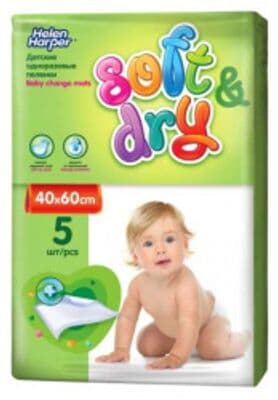 Helen
Harper
Детские
одноразовые
пеленки
Baby change mats
soft &
dry
40x60cm
5
шт/pcs